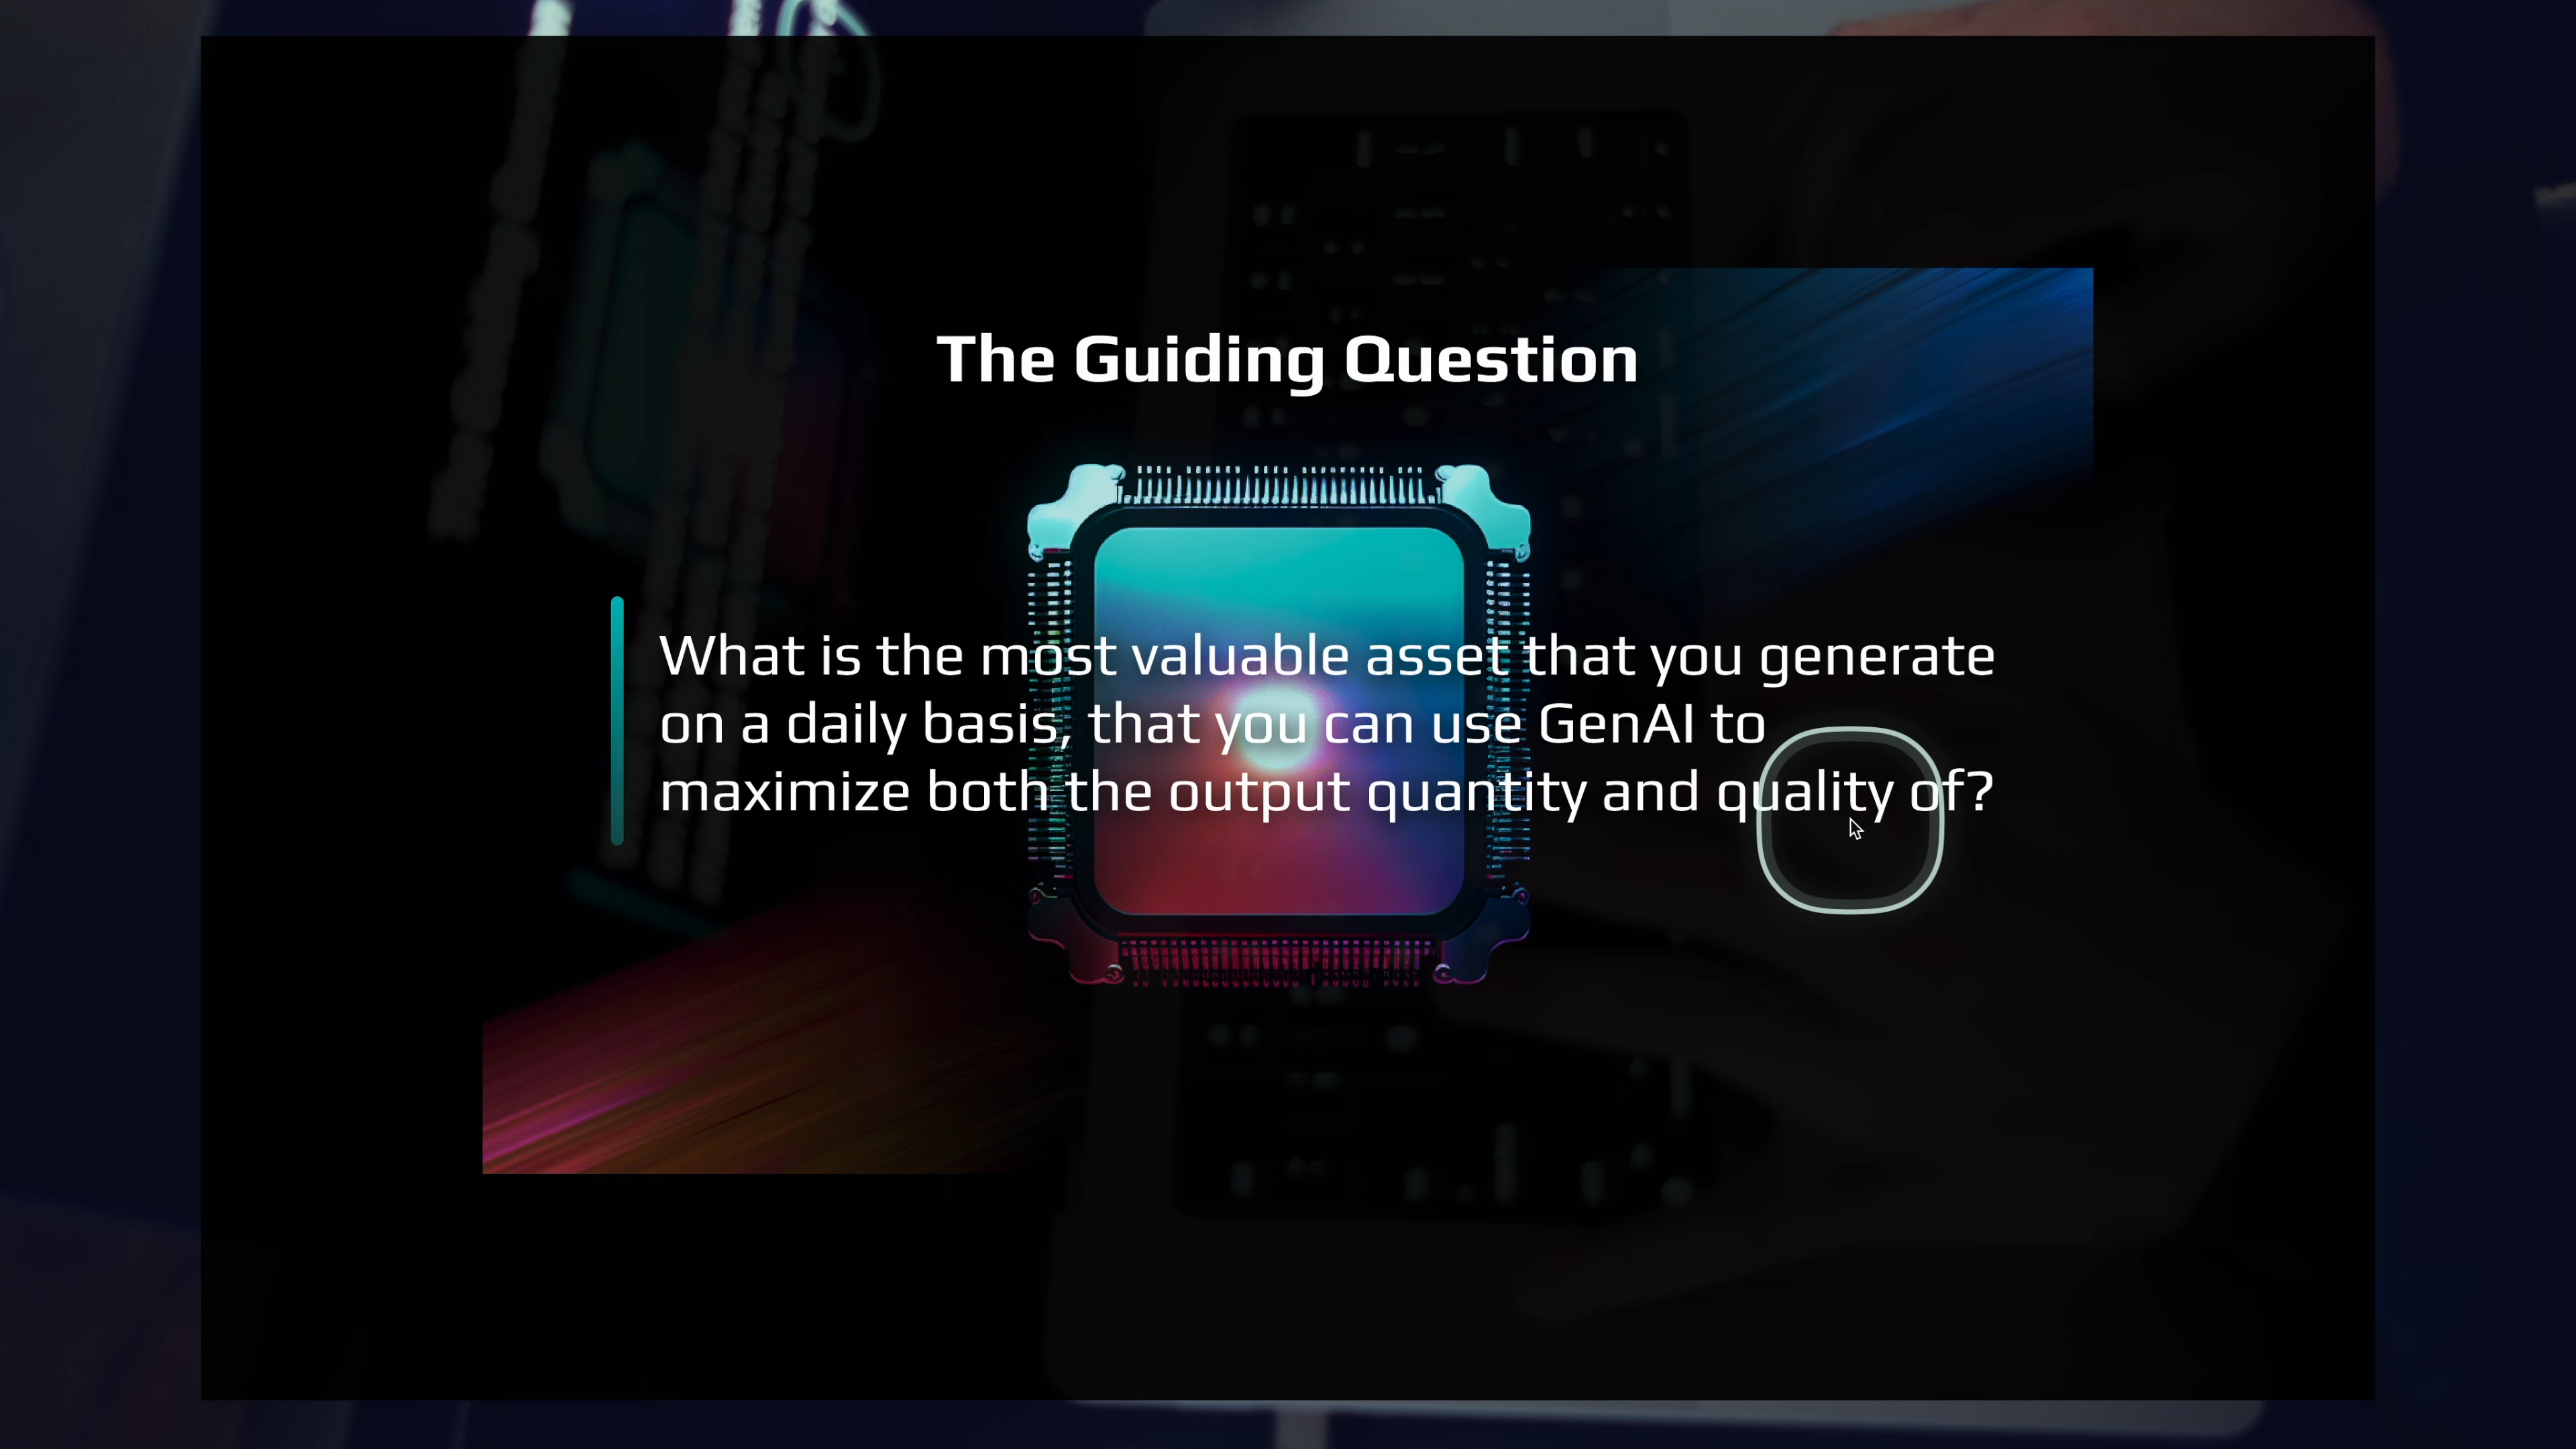 The Guiding Question
What is the most valuable asset that you generate
on a daily basis, that you can use GenAI to
maximize both the output quantity and quality of?